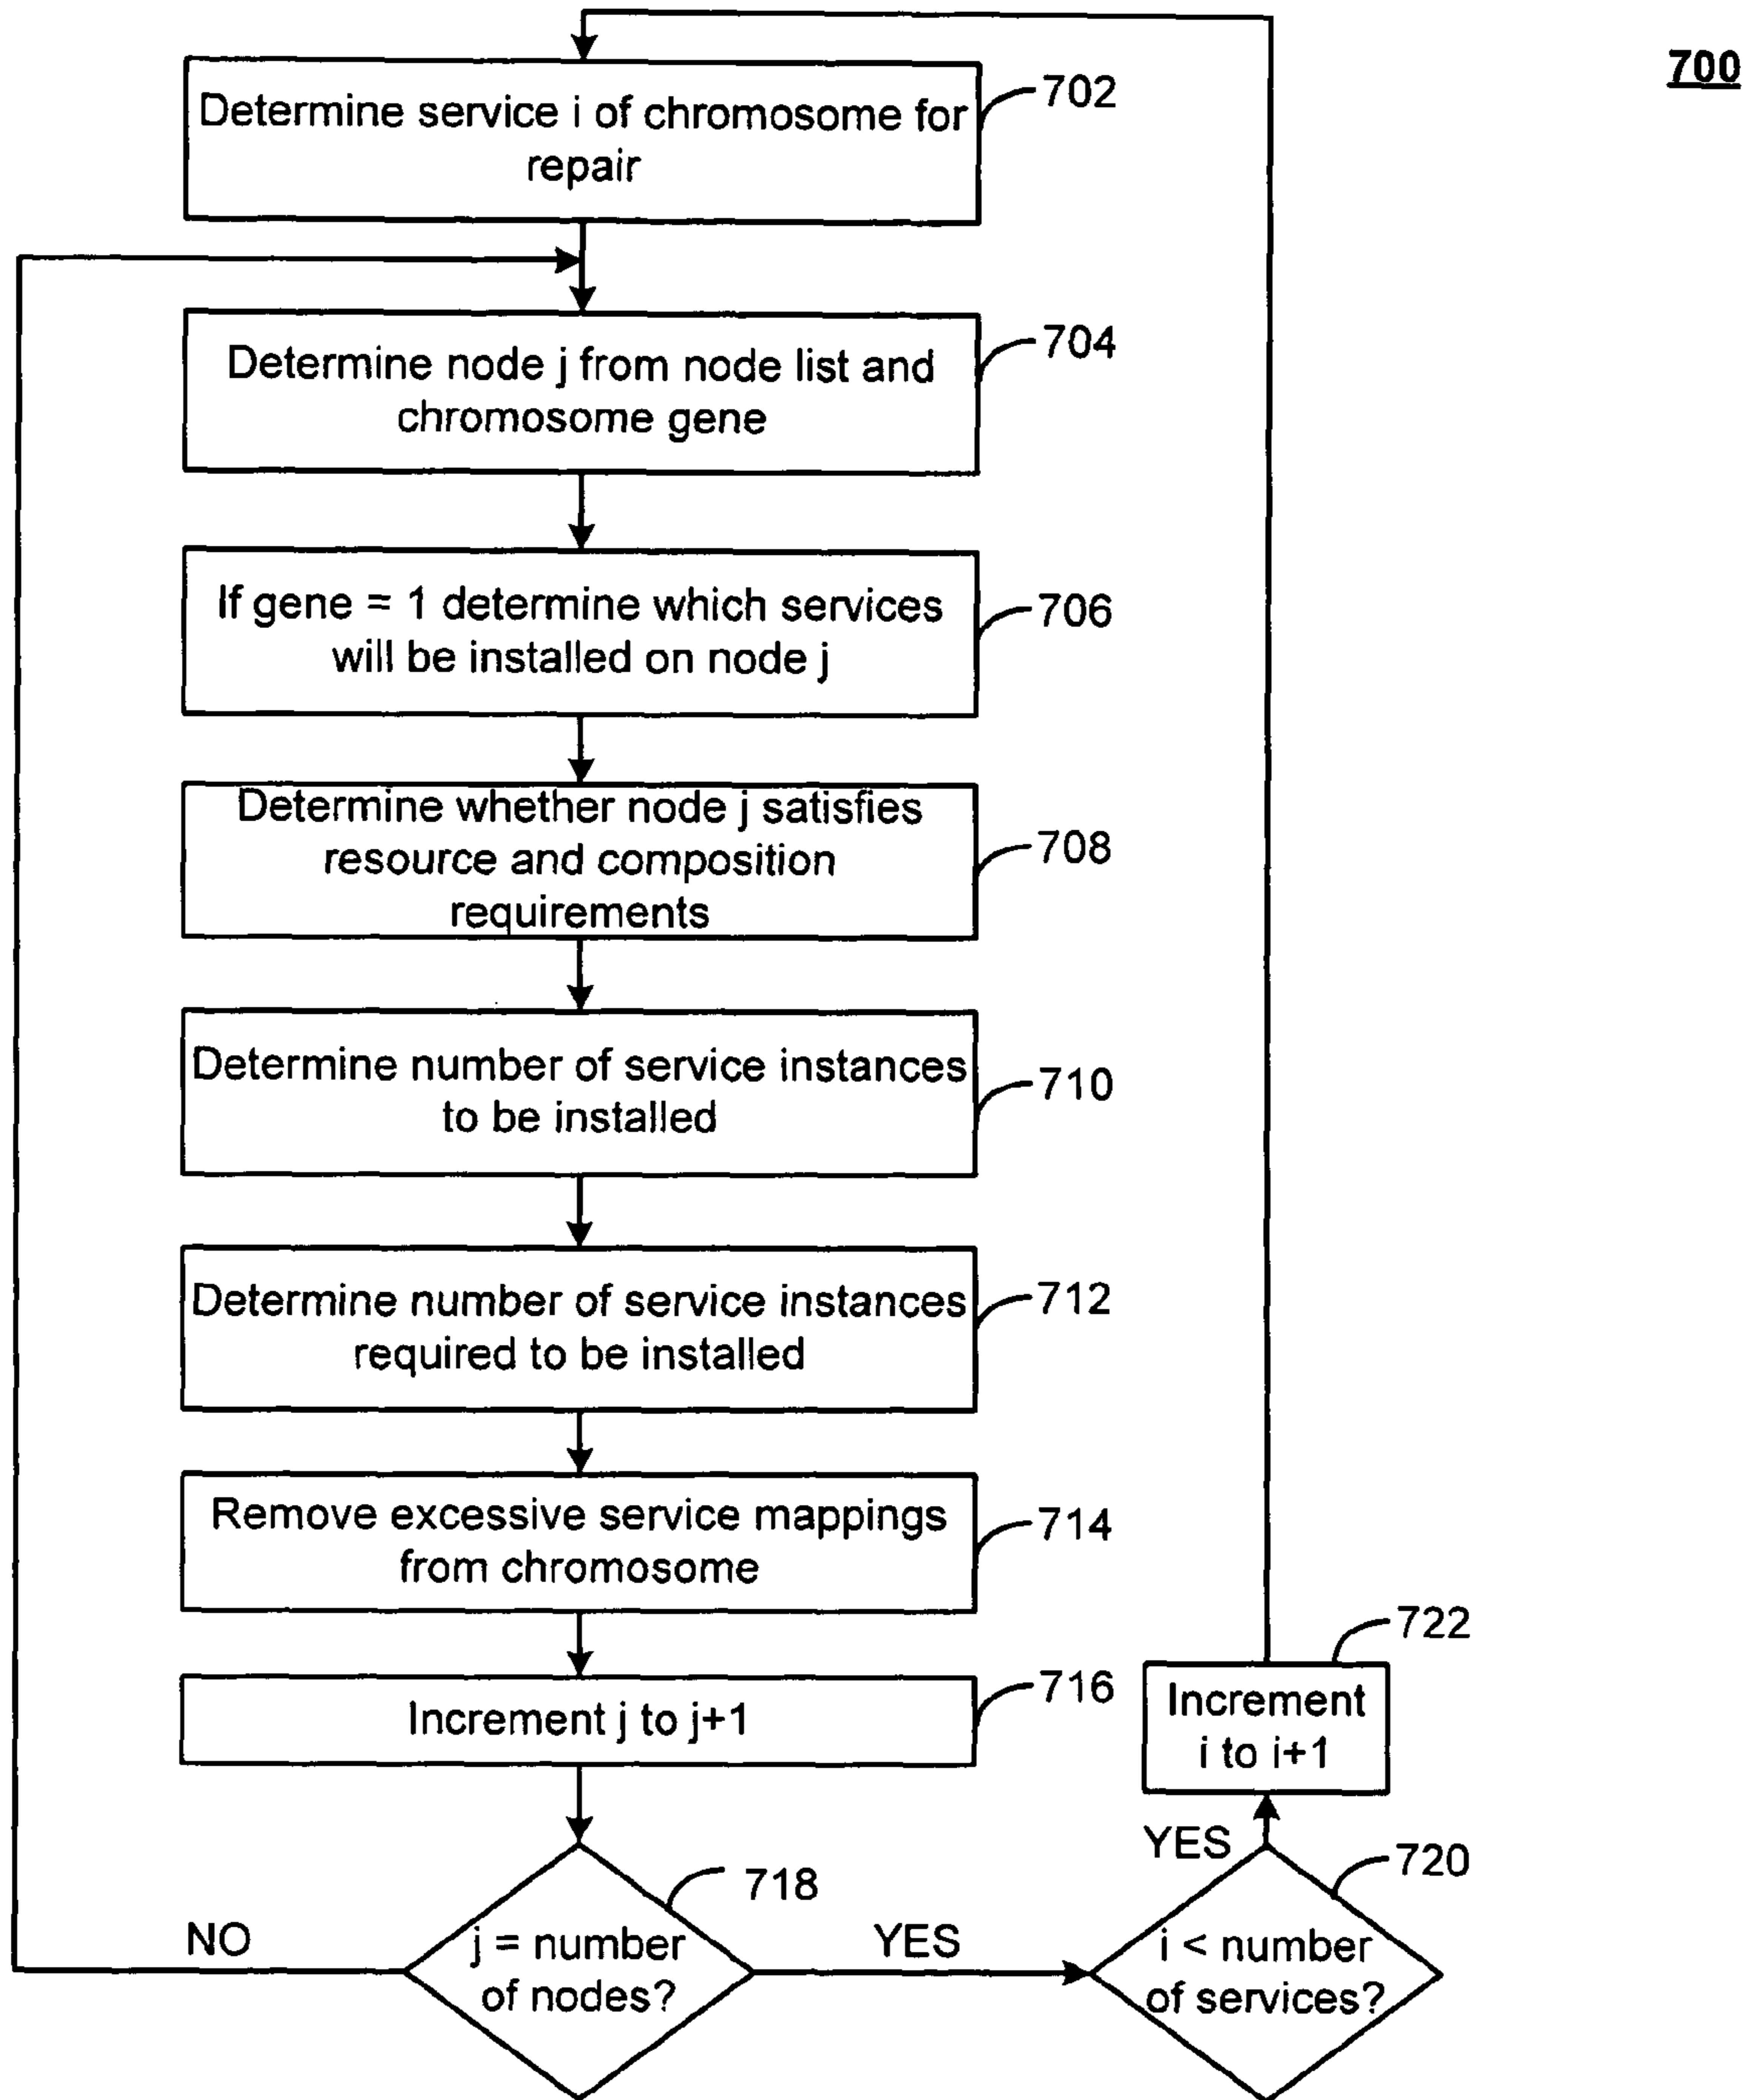 700
Determine service i of chromosome for
repair
702
Determine node j from node list and
chromosome gene
704
If gene = 1 determine which services
will be installed on node j
706
Determine whether node j satisfies
resource and composition
requirements
708
Determine number of service instances
to be installed
710
Determine number of service instances
required to be installed
712
Remove excessive service mappings
from chromosome
714
Increment j to j+1
716
722
Increment
i to i+1
YES
718
720
NO
j = number
of nodes?
YES
i < number
of services?